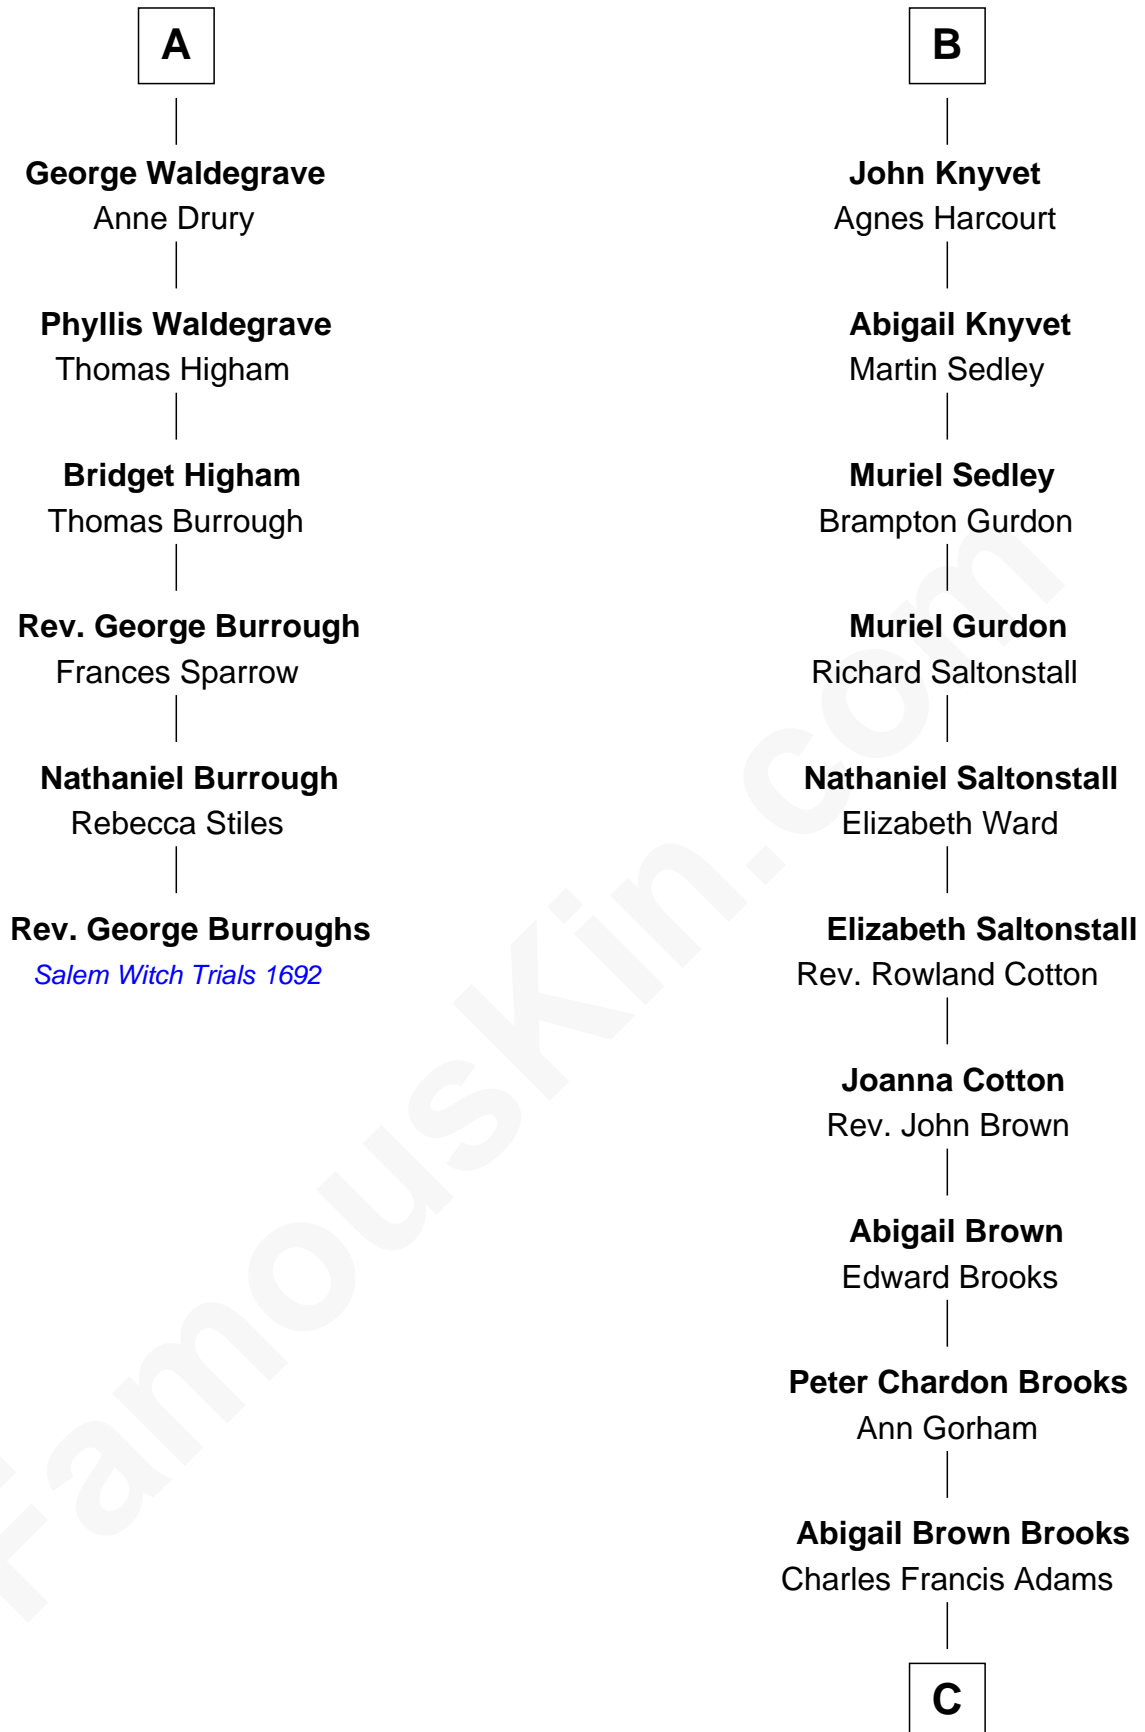 A
George Waldegrave
Anne Drury
Phyllis Waldegrave
Thomas Higham
Bridget Higham
Thomas Burrough
Rev. George Burrough
Frances Sparrow
Nathaniel Burrough
Rebecca Stiles
Rev. George Burroughs
Salem Witch Trials 1692
B
John Knyvet
Agnes Harcourt
Abigail Knyvet
Martin Sedley
Muriel Sedley
Brampton Gurdon
Muriel Gurdon
Richard Saltonstall
Nathaniel Saltonstall
Elizabeth Ward
Elizabeth Saltonstall
Rev. Rowland Cotton
Joanna Cotton
Rev. John Brown
Abigail Brown
Edward Brooks
Peter Chardon Brooks
Ann Gorham
Abigail Brown Brooks
Charles Francis Adams
C
FamousKin.com